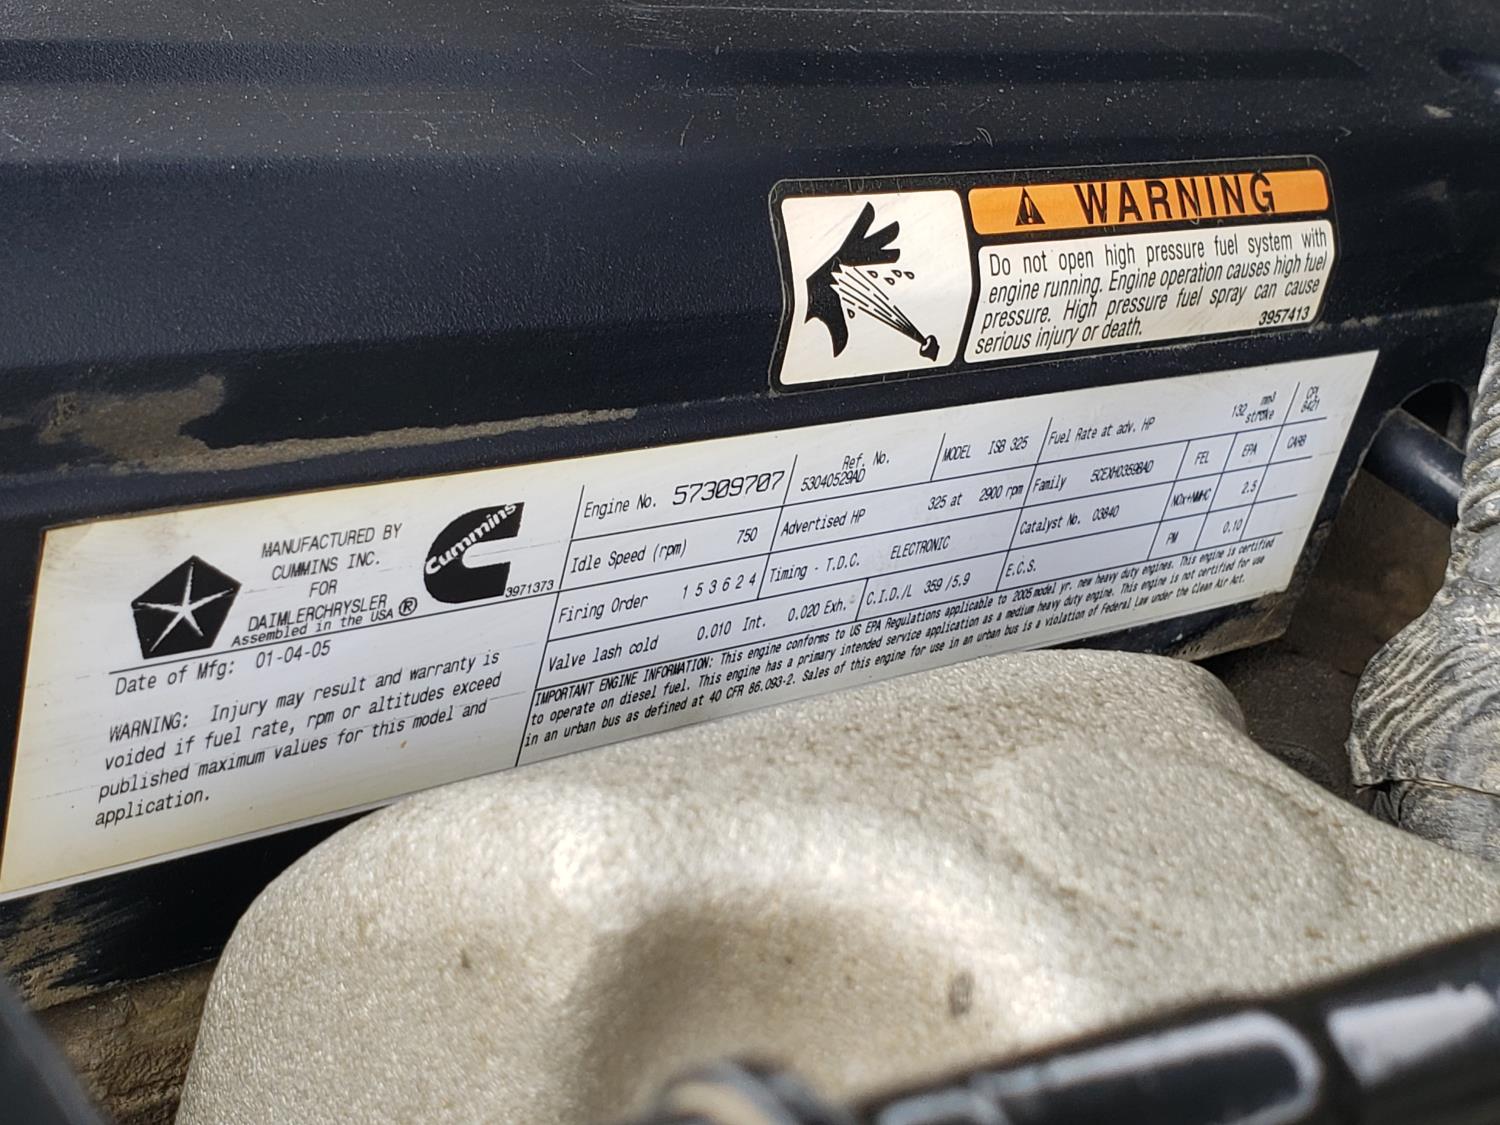 WARNING
Do not open high pressure fuel system with
engine running. Engine operation causes high fuel
pressure. High pressure fuel spray can cause
serious injury or death.
3957413
MANUFACTURED BY
CUMMINS INC.
FOR
DAIMLERCHRYSLER ®
Assembled in the USA
Cummins
3971373
Date of Mfg: 01-04-05
WARNING: Injury may result and warranty is
voided if fuel rate, rpm or altitudes exceed
published maximum values for this model and
application.
Engine No. 57309707
Ref. No.
53040529AD
MODEL ISB 325
Fuel Rate at adv. HP 132 mm3
stroke
CPL
8421
Idle Speed (rpm) 750
Advertised HP 325 at 2900 rpm
Family 5CEXH0359BAD
FEL EPA CARB
Firing Order 1 5 3 6 2 4
Timing - T.D.C. ELECTRONIC
Catalyst No. 03840
NOx+NMHC 2.5
Valve lash cold 0.010 Int. 0.020 Exh.
C.I.D./L 359 / 5.9
E.C.S.
PM 0.10
IMPORTANT ENGINE INFORMATION: This engine conforms to US EPA Regulations applicable to 2005 model yr. new heavy duty engines. This engine is certified
to operate on diesel fuel. This engine has a primary intended service application as a medium heavy duty engine. This engine is not certified for use
in an urban bus as defined at 40 CFR 86.093-2. Sales of this engine for use in an urban bus is a violation of Federal Law under the Clean Air Act.